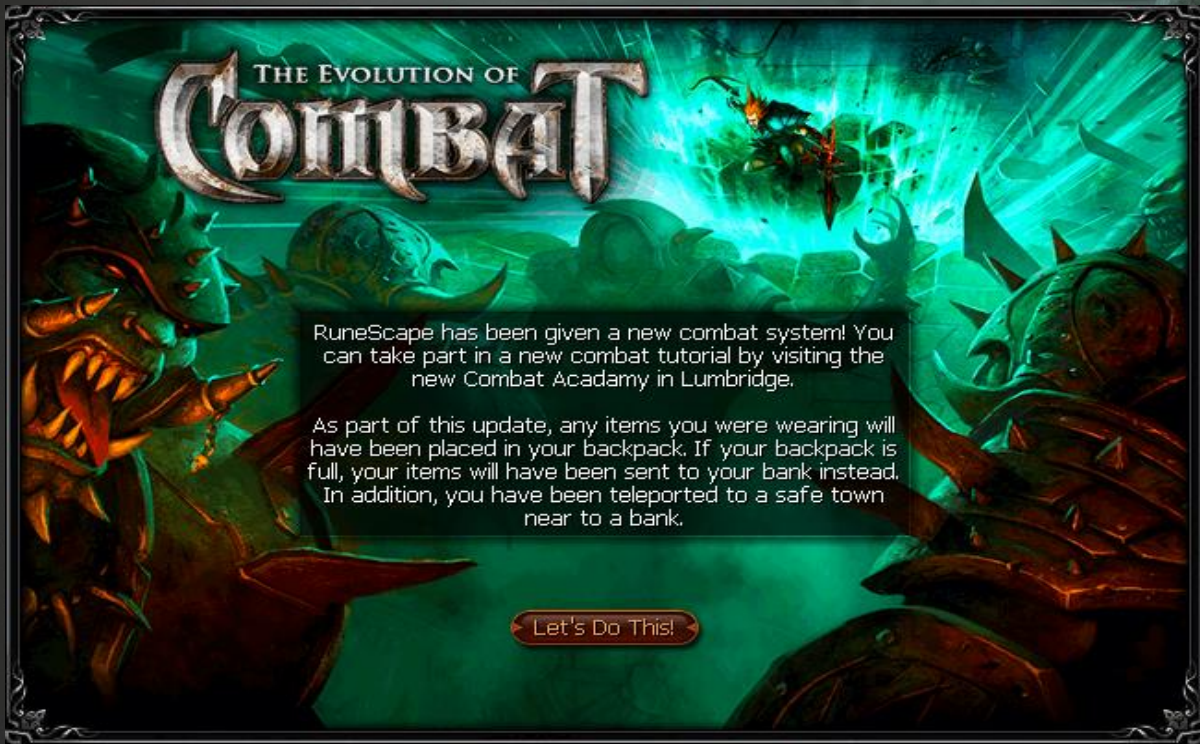 THE EVOLUTION OF
COMBAT
RuneScape has been given a new combat system! You
can take part in a new combat tutorial by visiting the
new Combat Acadamy in Lumbridge.
As part of this update, any items you were wearing will
have been placed in your backpack. If your backpack is
full, your items will have been sent to your bank instead.
In addition, you have been teleported to a safe town
near to a bank.
Let's Do This!